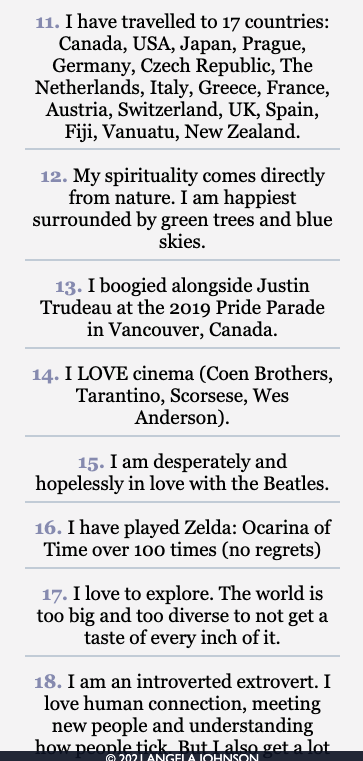 11. I have travelled to 17 countries:
Canada, USA, Japan, Prague,
Germany, Czech Republic, The
Netherlands, Italy, Greece, France,
Austria, Switzerland, UK, Spain,
Fiji, Vanuatu, New Zealand.
12. My spirituality comes directly
from nature. I am happiest
surrounded by green trees and blue
skies.
13. I boogied alongside Justin
Trudeau at the 2019 Pride Parade
in Vancouver, Canada.
14. I LOVE cinema (Coen Brothers,
Tarantino, Scorsese, Wes
Anderson).
15. I am desperately and
hopelessly in love with the Beatles.
16. I have played Zelda: Ocarina of
Time over 100 times (no regrets)
17. I love to explore. The world is
too big and too diverse to not get a
taste of every inch of it.
18. I am an introverted extrovert. I
love human connection, meeting
new people and understanding
how people tick. But I also get a lot
© 2021 ANGELA JOHNSON